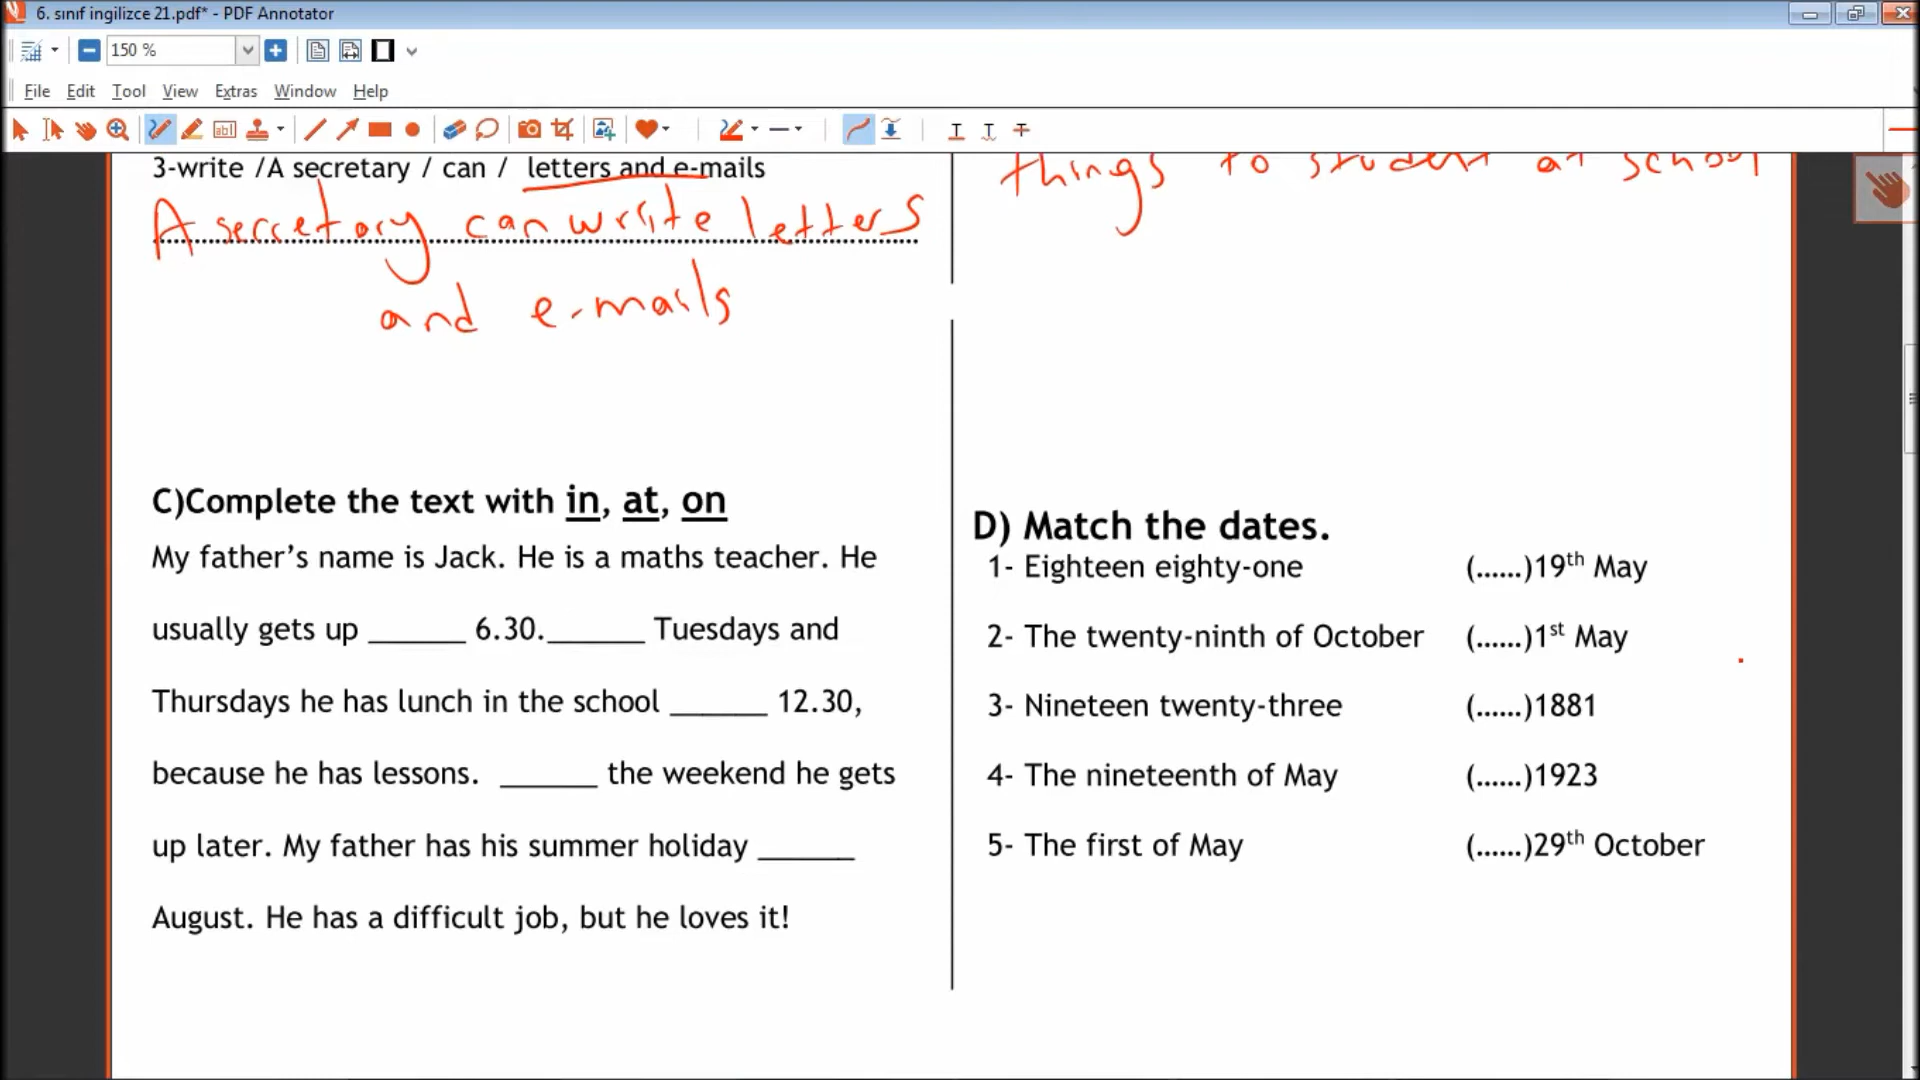 6. sınıf ingilizce 21.pdf* - PDF Annotator
150 %
File Edit Tool View Extras Window Help
3-write /A secretary / can / letters and e-mails
A secretary can write letters
and e-mails
things to student at school
C)Complete the text with in, at, on
My father’s name is Jack. He is a maths teacher. He
usually gets up ______ 6.30.______ Tuesdays and
Thursdays he has lunch in the school ______ 12.30,
because he has lessons. ______ the weekend he gets
up later. My father has his summer holiday ______
August. He has a difficult job, but he loves it!
D) Match the dates.
1- Eighteen eighty-one (......)19th May
2- The twenty-ninth of October (......)1st May
3- Nineteen twenty-three (......)1881
4- The nineteenth of May (......)1923
5- The first of May (......)29th October